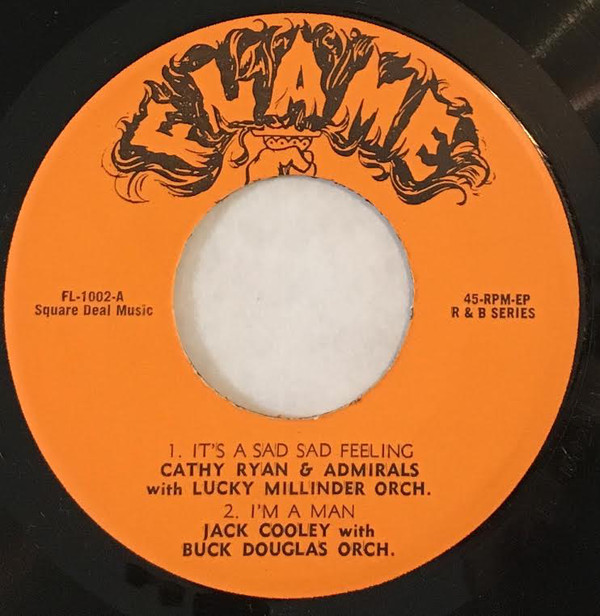 FLAME
FL-1002-A
Square Deal Music
45-RPM-EP
R & B SERIES
1. IT'S A SAD SAD FEELING
CATHY RYAN & ADMIRALS
with LUCKY MILLINDER ORCH.
2. I'M A MAN
JACK COOLEY with
BUCK DOUGLAS ORCH.